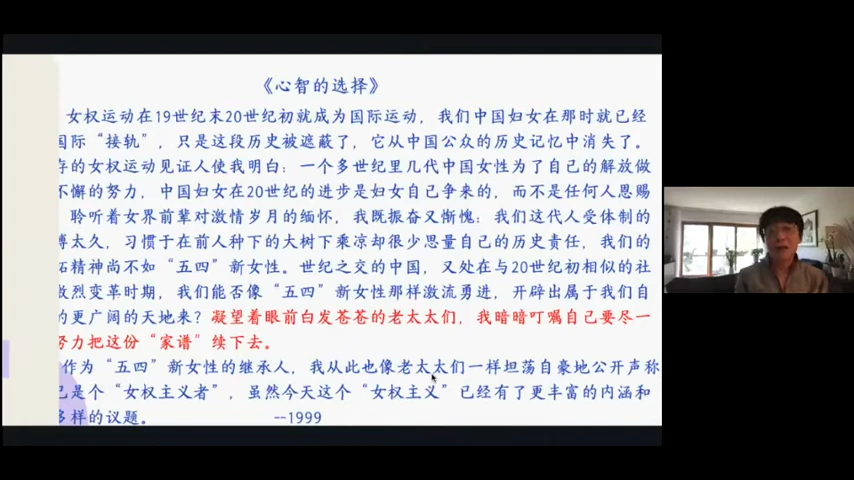 《心智的选择》
女权运动在19世纪末20世纪初就成为国际运动，我们中国妇女在那时就已经
国际“接轨”，只是这段历史被遮蔽了，它从中国公众的历史记忆中消失了。
存的女权运动见证人使我明白：一个多世纪里几代中国女性为了自己的解放做
不懈的努力，中国妇女在20世纪的进步是妇女自己争来的，而不是任何人恩赐
。聆听着女界前辈对激情岁月的缅怀，我既振奋又惭愧：我们这代人受体制的
缚太久，习惯于在前人种下的大树下乘凉却很少思量自己的历史责任，我们的
拓精神尚不如“五四”新女性。世纪之交的中国，又处在与20世纪初相似的社
激烈变革时期，我们能否像“五四”新女性那样激流勇进，开辟出属于我们自
的更广阔的天地来？凝望着眼前白发苍苍的老太太们，我暗暗叮嘱自己要尽一
努力把这份“家谱”续下去。
作为“五四”新女性的继承人，我从此也像老太太们一样坦荡自豪地公开声称
己是个“女权主义者”，虽然今天这个“女权主义”已经有了更丰富的内涵和
多样的议题。 --1999